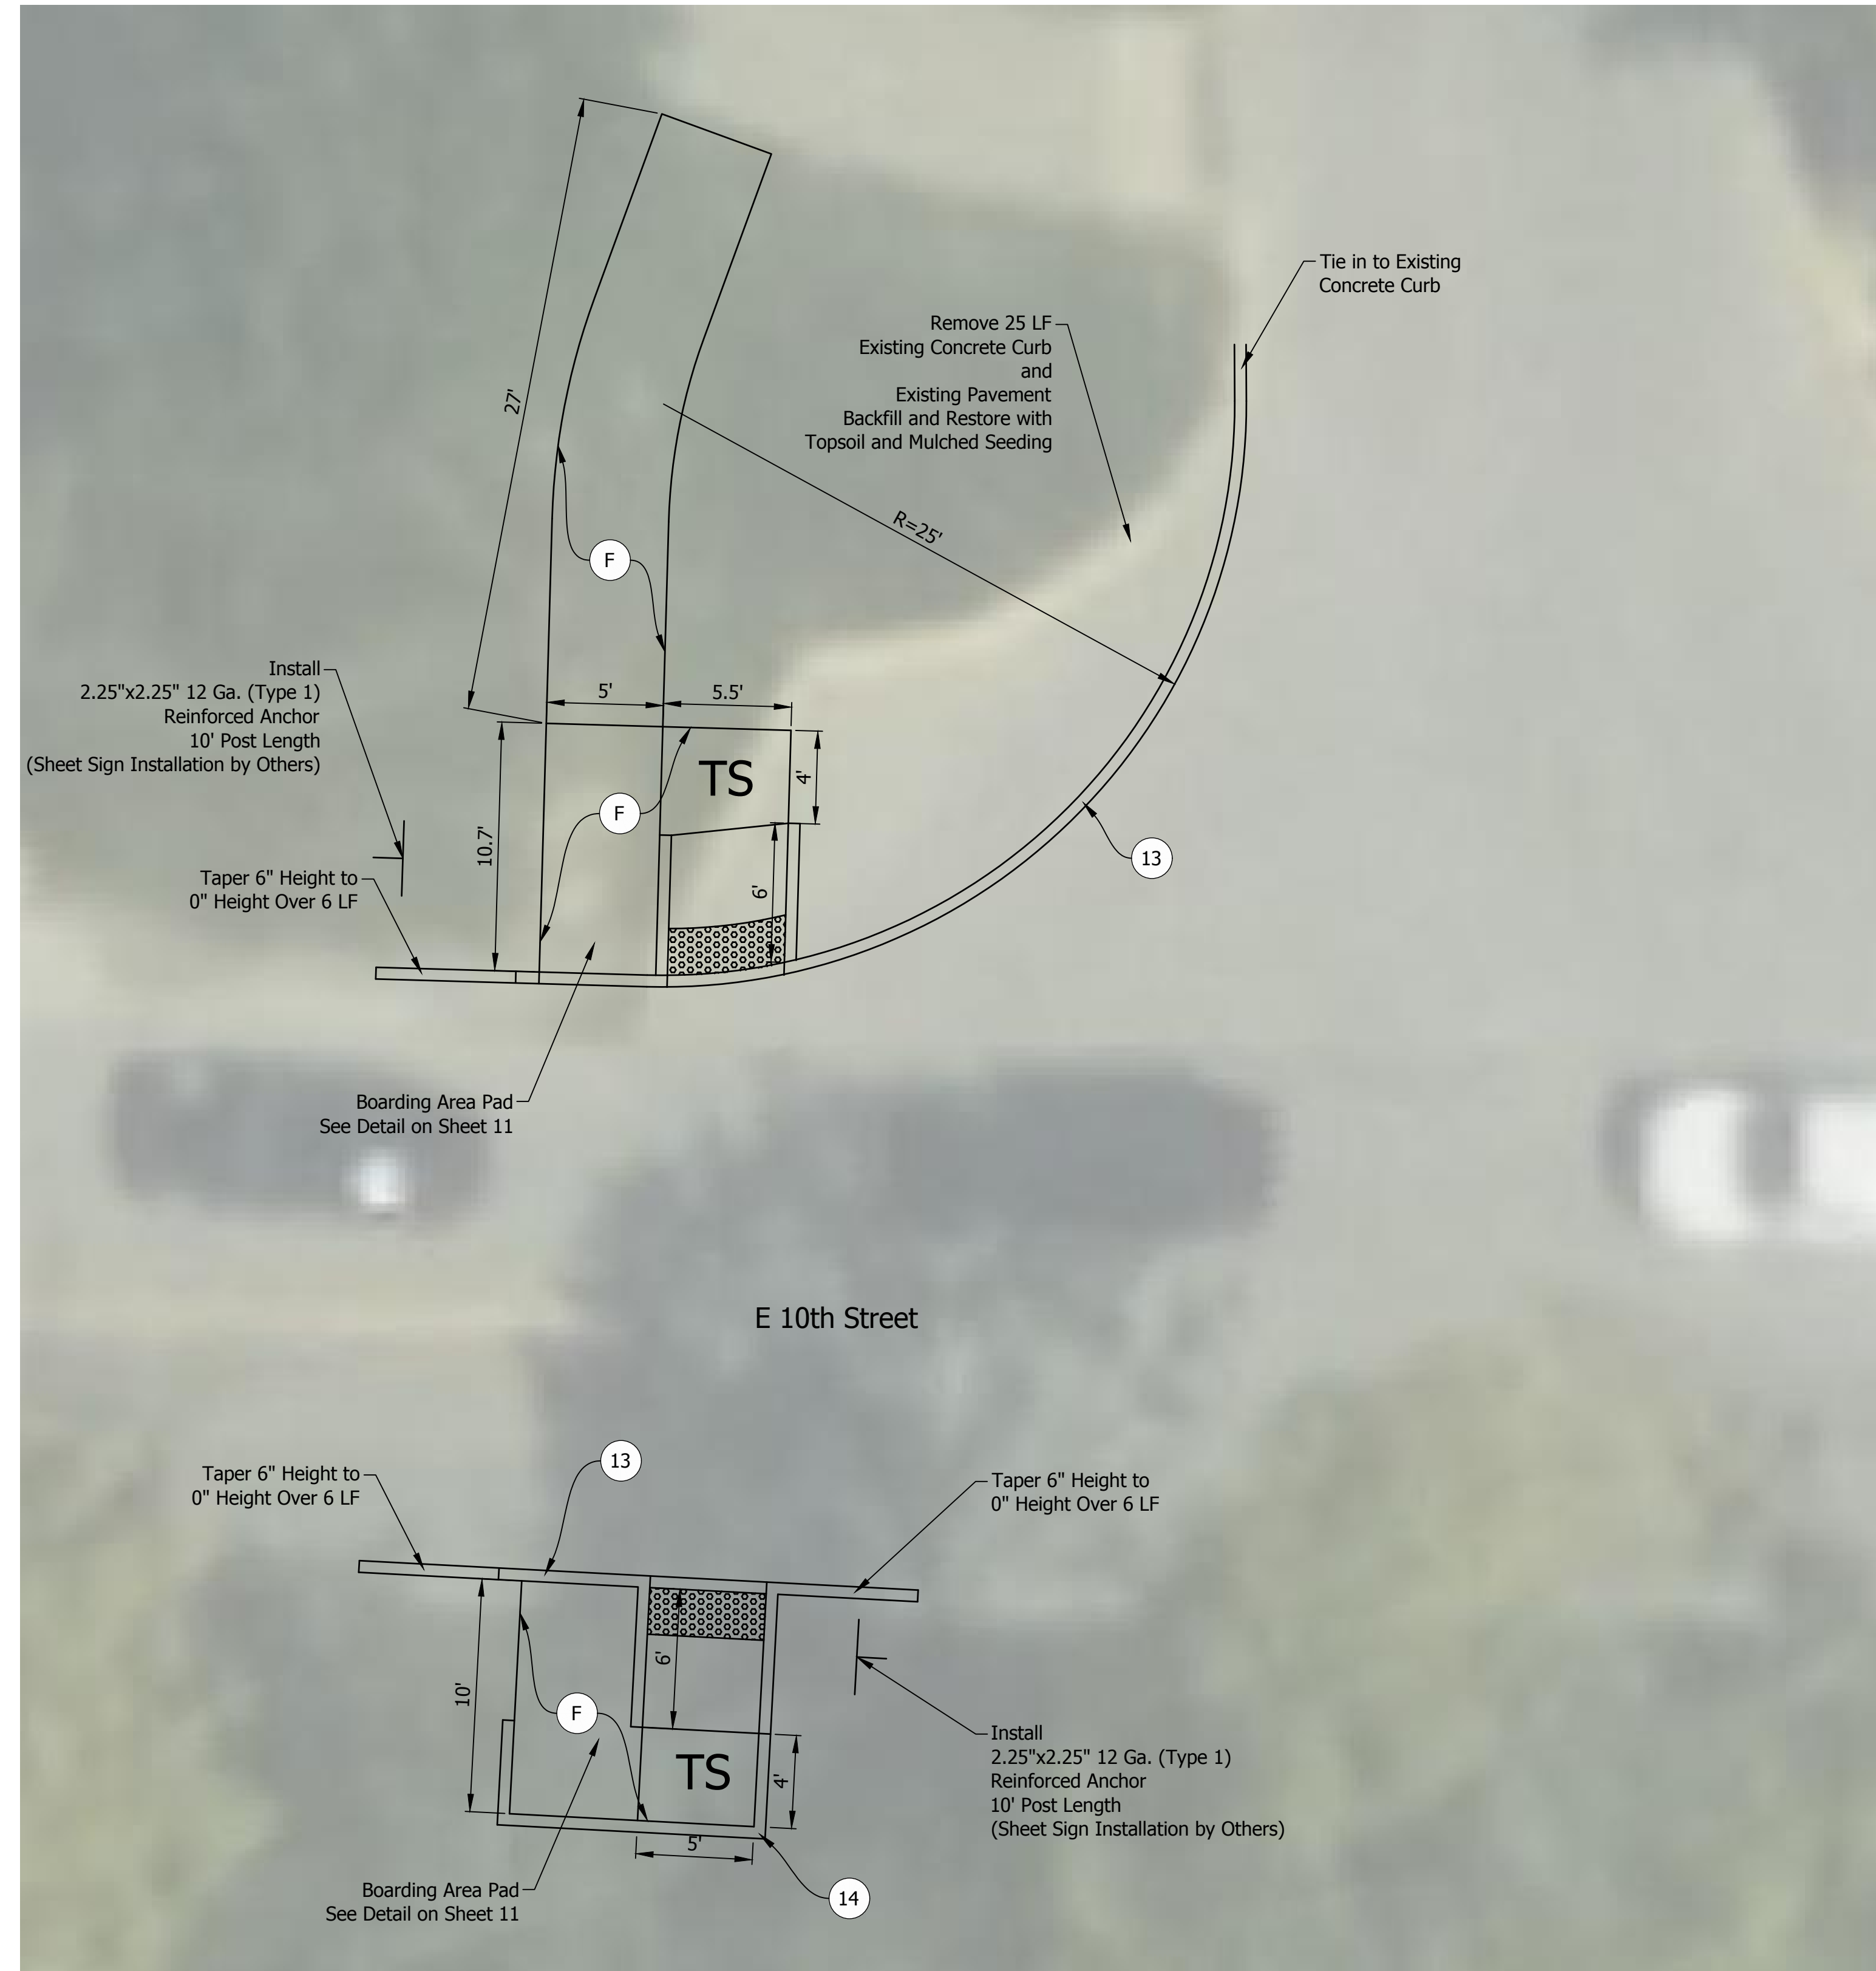 27'
Tie in to Existing
Concrete Curb
Remove 25 LF
Existing Concrete Curb
and
Existing Pavement
Backfill and Restore with
Topsoil and Mulched Seeding
R=25'
F
Install
2.25"x2.25" 12 Ga. (Type 1)
Reinforced Anchor
10' Post Length
(Sheet Sign Installation by Others)
5'
5.5'
TS
4'
F
10.7'
13
Taper 6" Height to
0" Height Over 6 LF
6'
Boarding Area Pad
See Detail on Sheet 11
E 10th Street
13
Taper 6" Height to
0" Height Over 6 LF
Taper 6" Height to
0" Height Over 6 LF
6'
10'
F
TS
4'
Install
2.25"x2.25" 12 Ga. (Type 1)
Reinforced Anchor
10' Post Length
(Sheet Sign Installation by Others)
5'
Boarding Area Pad
See Detail on Sheet 11
14